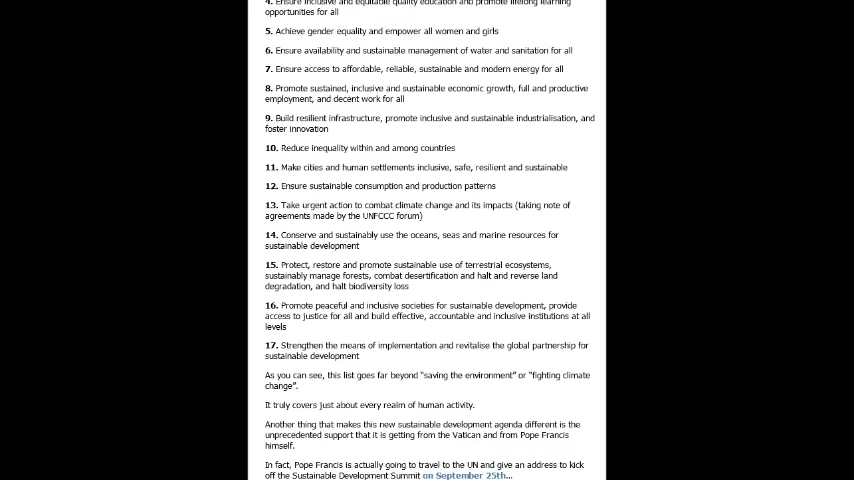 4. Ensure inclusive and equitable quality education and promote lifelong learning
opportunities for all
5. Achieve gender equality and empower all women and girls
6. Ensure availability and sustainable management of water and sanitation for all
7. Ensure access to affordable, reliable, sustainable and modern energy for all
8. Promote sustained, inclusive and sustainable economic growth, full and productive
employment, and decent work for all
9. Build resilient infrastructure, promote inclusive and sustainable industrialisation, and
foster innovation
10. Reduce inequality within and among countries
11. Make cities and human settlements inclusive, safe, resilient and sustainable
12. Ensure sustainable consumption and production patterns
13. Take urgent action to combat climate change and its impacts (taking note of
agreements made by the UNFCCC forum)
14. Conserve and sustainably use the oceans, seas and marine resources for
sustainable development
15. Protect, restore and promote sustainable use of terrestrial ecosystems,
sustainably manage forests, combat desertification and halt and reverse land
degradation, and halt biodiversity loss
16. Promote peaceful and inclusive societies for sustainable development, provide
access to justice for all and build effective, accountable and inclusive institutions at all
levels
17. Strengthen the means of implementation and revitalise the global partnership for
sustainable development
As you can see, this list goes far beyond “saving the environment” or “fighting climate
change”.
It truly covers just about every realm of human activity.
Another thing that makes this new sustainable development agenda different is the
unprecedented support that it is getting from the Vatican and from Pope Francis
himself.
In fact, Pope Francis is actually going to travel to the UN and give an address to kick
off the Sustainable Development Summit on September 25th...